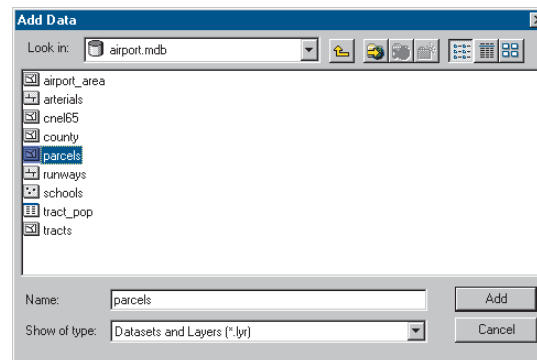 Add Data
Look in: airport.mdb
airport_area
arterials
cnel65
county
parcels
runways
schools
tract_pop
tracts
Name: parcels Add
Show of type: Datasets and Layers (*.lyr) Cancel